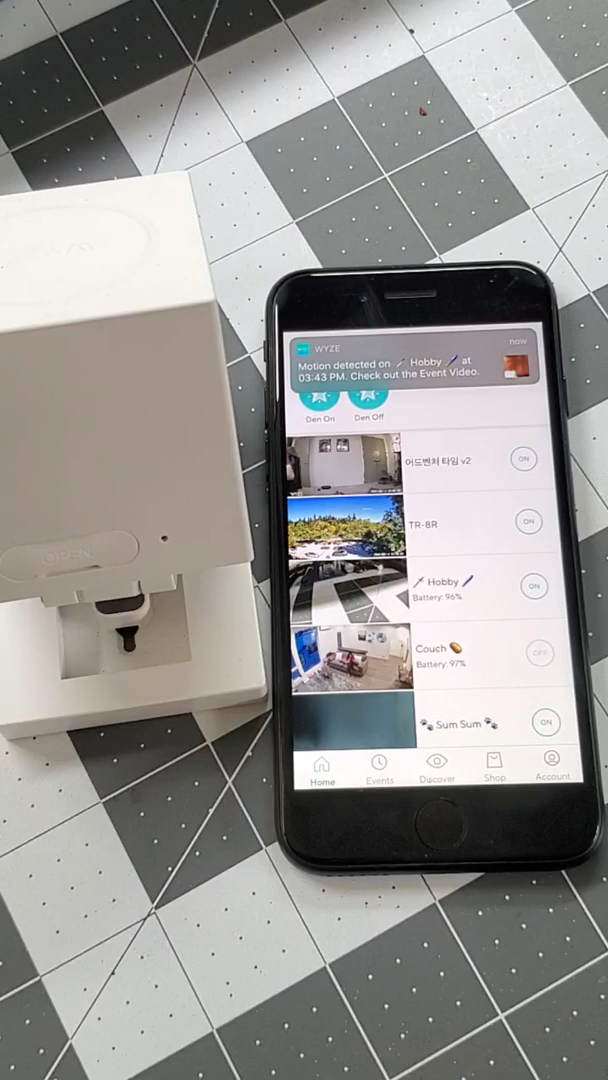 WYZE
OPEN
WYZE
now
Motion detected on 🗡 Hobby 🖊 at
03:43 PM. Check out the Event Video.
Den On
Den Off
어드벤처 타임 v2
ON
TR-8R
ON
🗡 Hobby 🖊
Battery: 96%
ON
Couch 🥔
Battery: 97%
OFF
🐾 Sum Sum 🐾
ON
Home
Events
Discover
Shop
Account